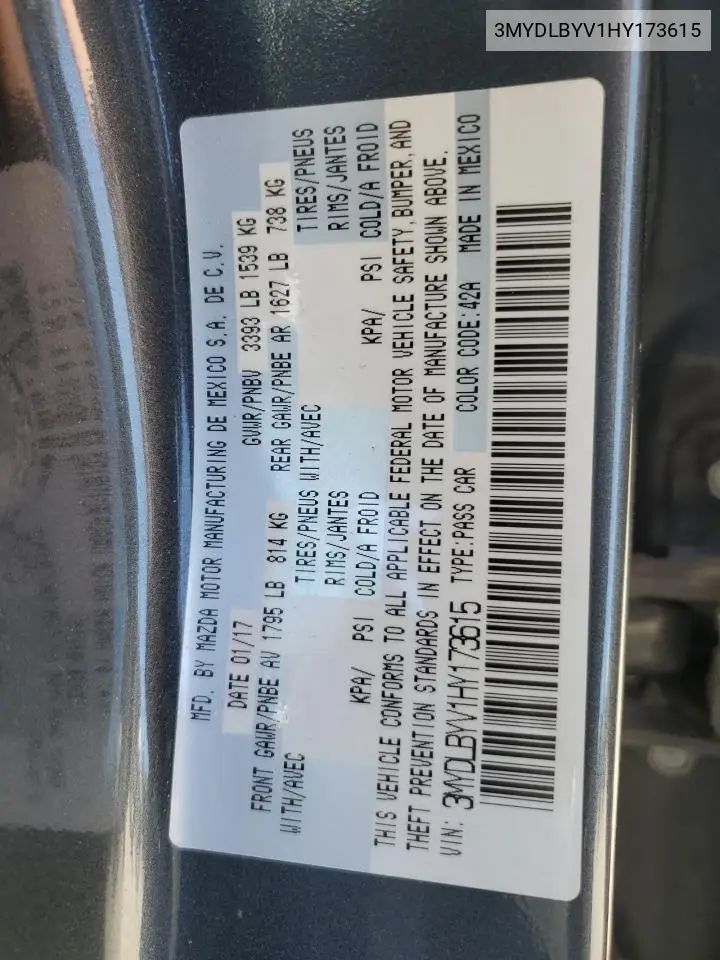 3MYDLBYV1HY173615
MFD. BY MAZDA MOTOR MANUFACTURING DE MEXICO S.A. DE C.V.
DATE 01/17 GVWR/PNBV 3393 LB 1539 KG
FRONT GAWR/PNBE AV 1795 LB 814 KG REAR GAWR/PNBE AR 1627 LB 738 KG
WITH/AVEC TIRES/PNEUS WITH/AVEC TIRES/PNEUS
RIMS/JANTES RIMS/JANTES
KPA/ PSI COLD/A FROID KPA/ PSI COLD/A FROID
THIS VEHICLE CONFORMS TO ALL APPLICABLE FEDERAL MOTOR VEHICLE SAFETY, BUMPER, AND
THEFT PREVENTION STANDARDS IN EFFECT ON THE DATE OF MANUFACTURE SHOWN ABOVE.
VIN: 3MYDLBYV1HY173615 TYPE:PASS CAR COLOR CODE:42A MADE IN MEXICO